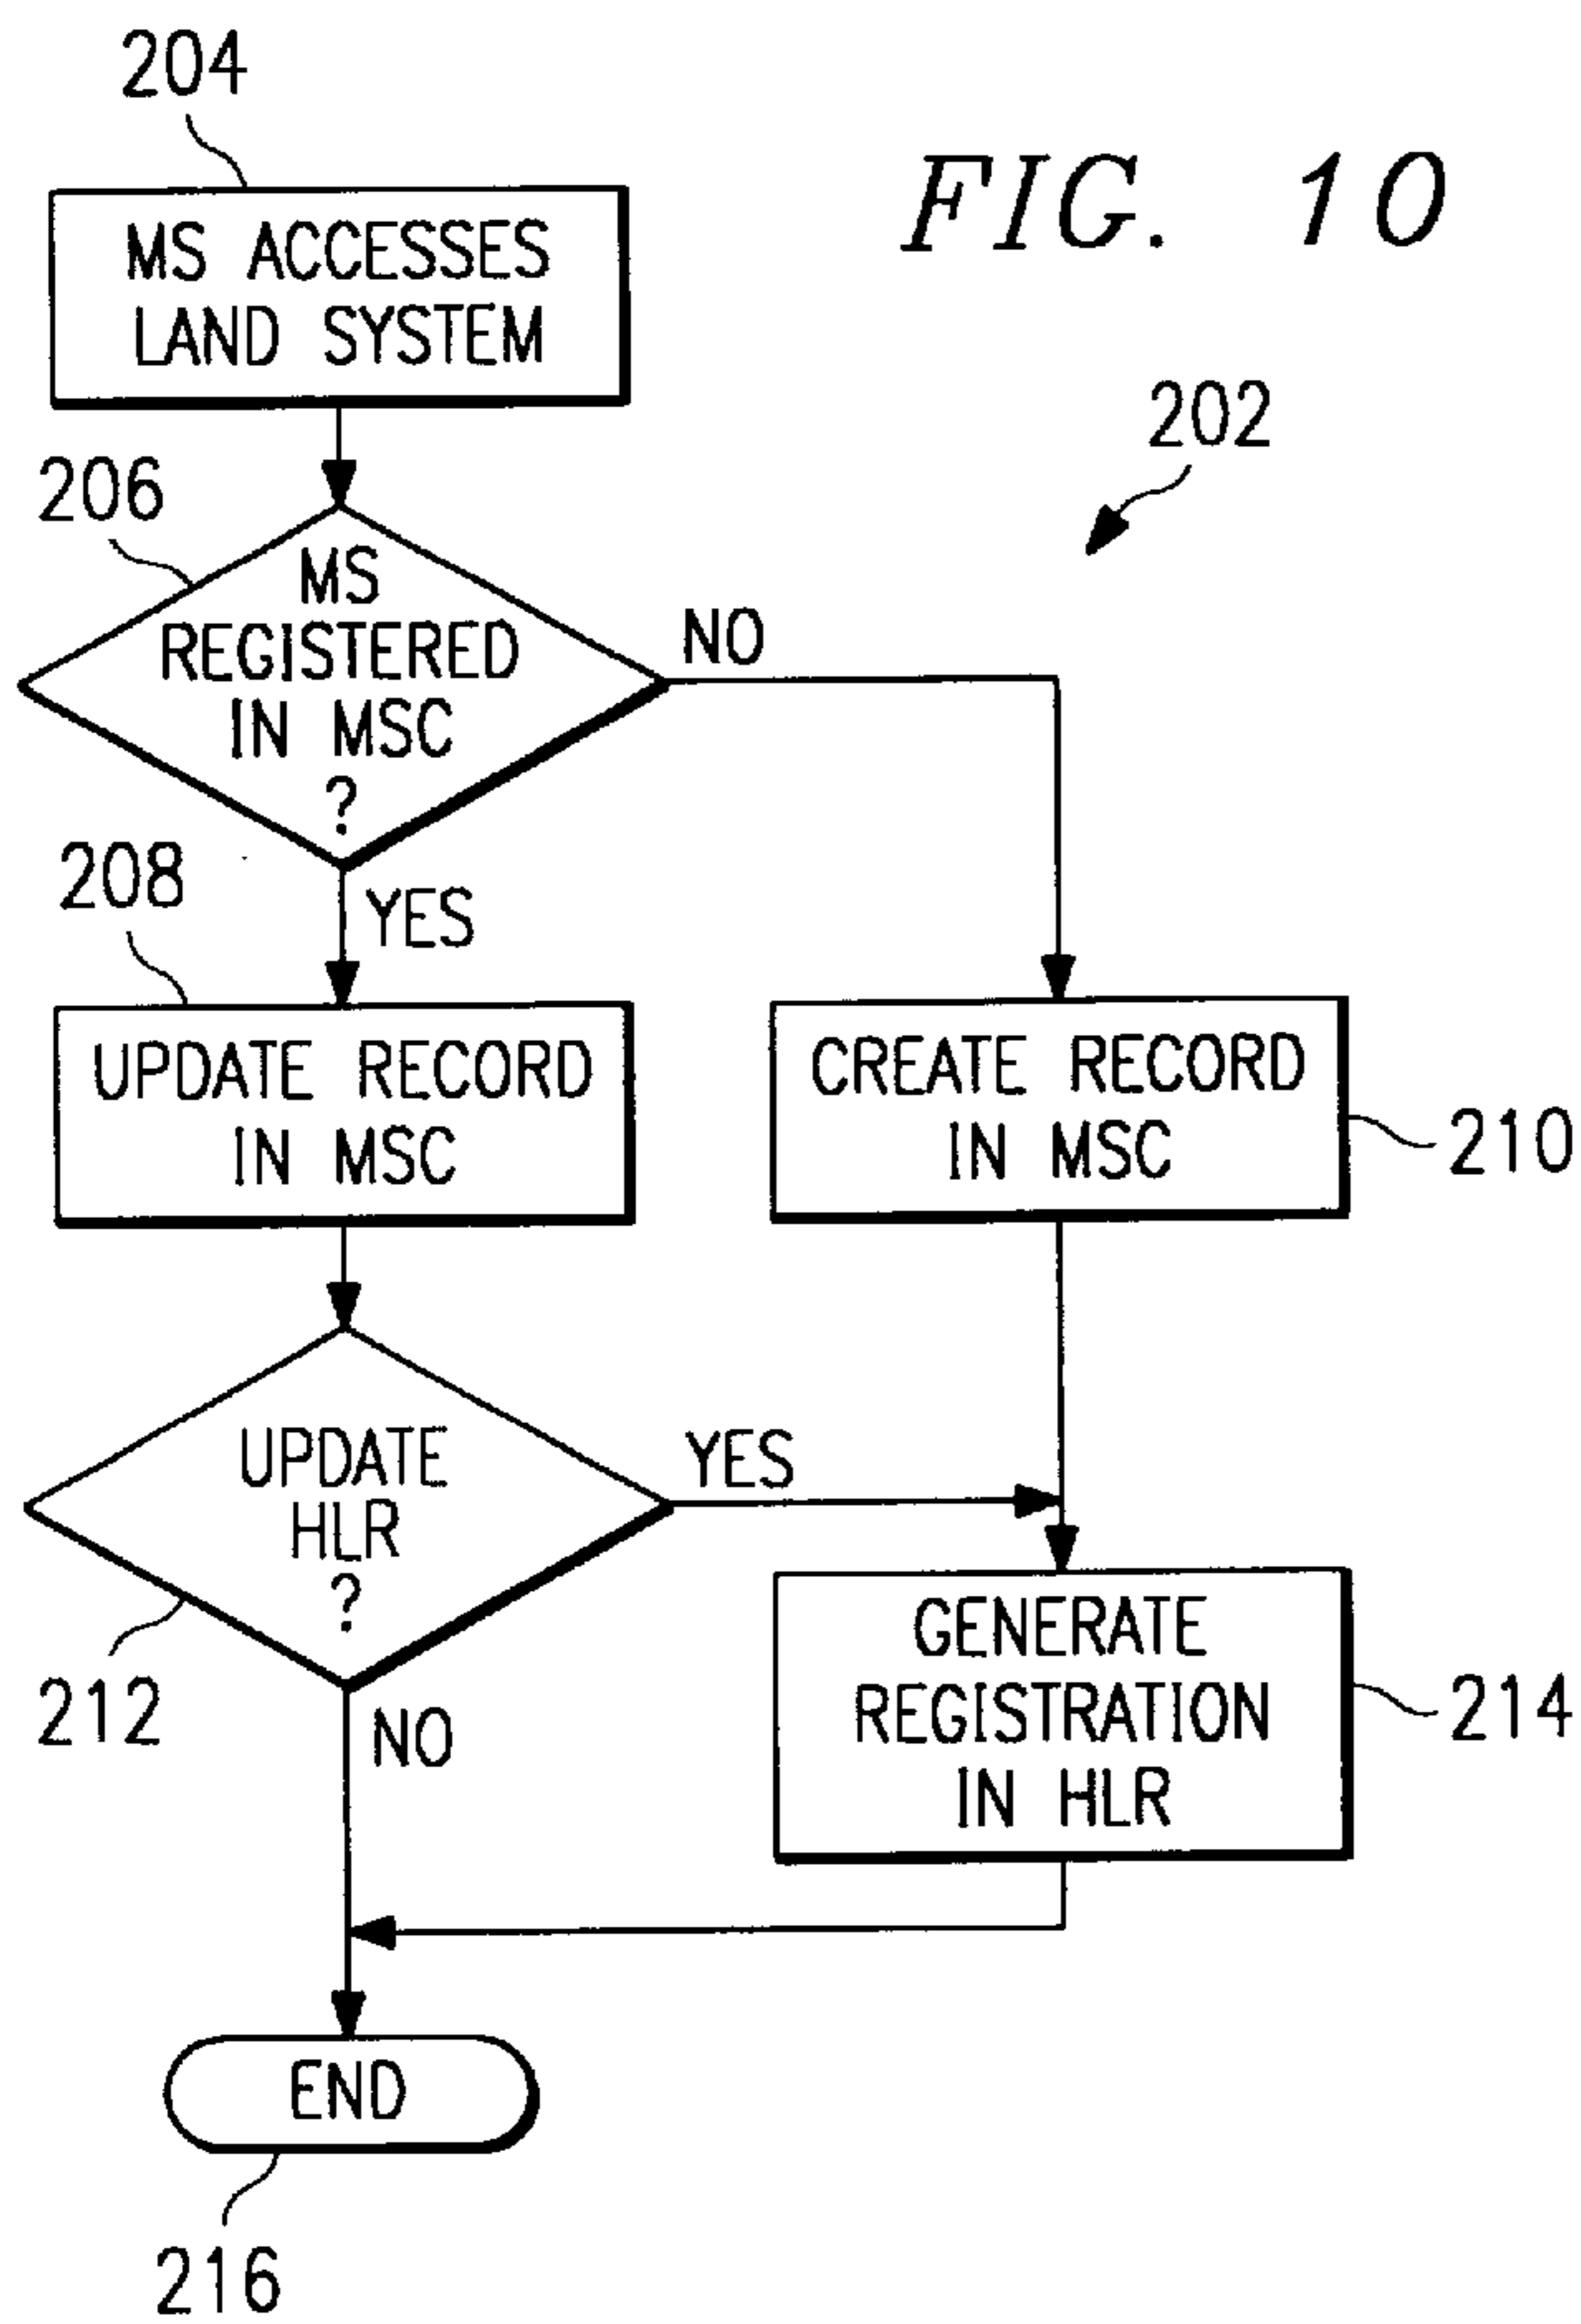 204
FIG. 10
MS ACCESSES
LAND SYSTEM
202
206
MS
REGISTERED
IN MSC
?
NO
208
YES
UPDATE RECORD
IN MSC
CREATE RECORD
IN MSC
210
UPDATE
HLR
?
YES
212
NO
GENERATE
REGISTRATION
IN HLR
214
END
216